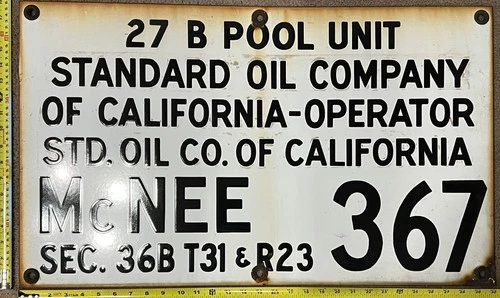 27 B POOL UNIT
STANDARD OIL COMPANY
OF CALIFORNIA-OPERATOR
STD. OIL CO. OF CALIFORNIA
McNEE 367
SEC. 36B T31 & R23